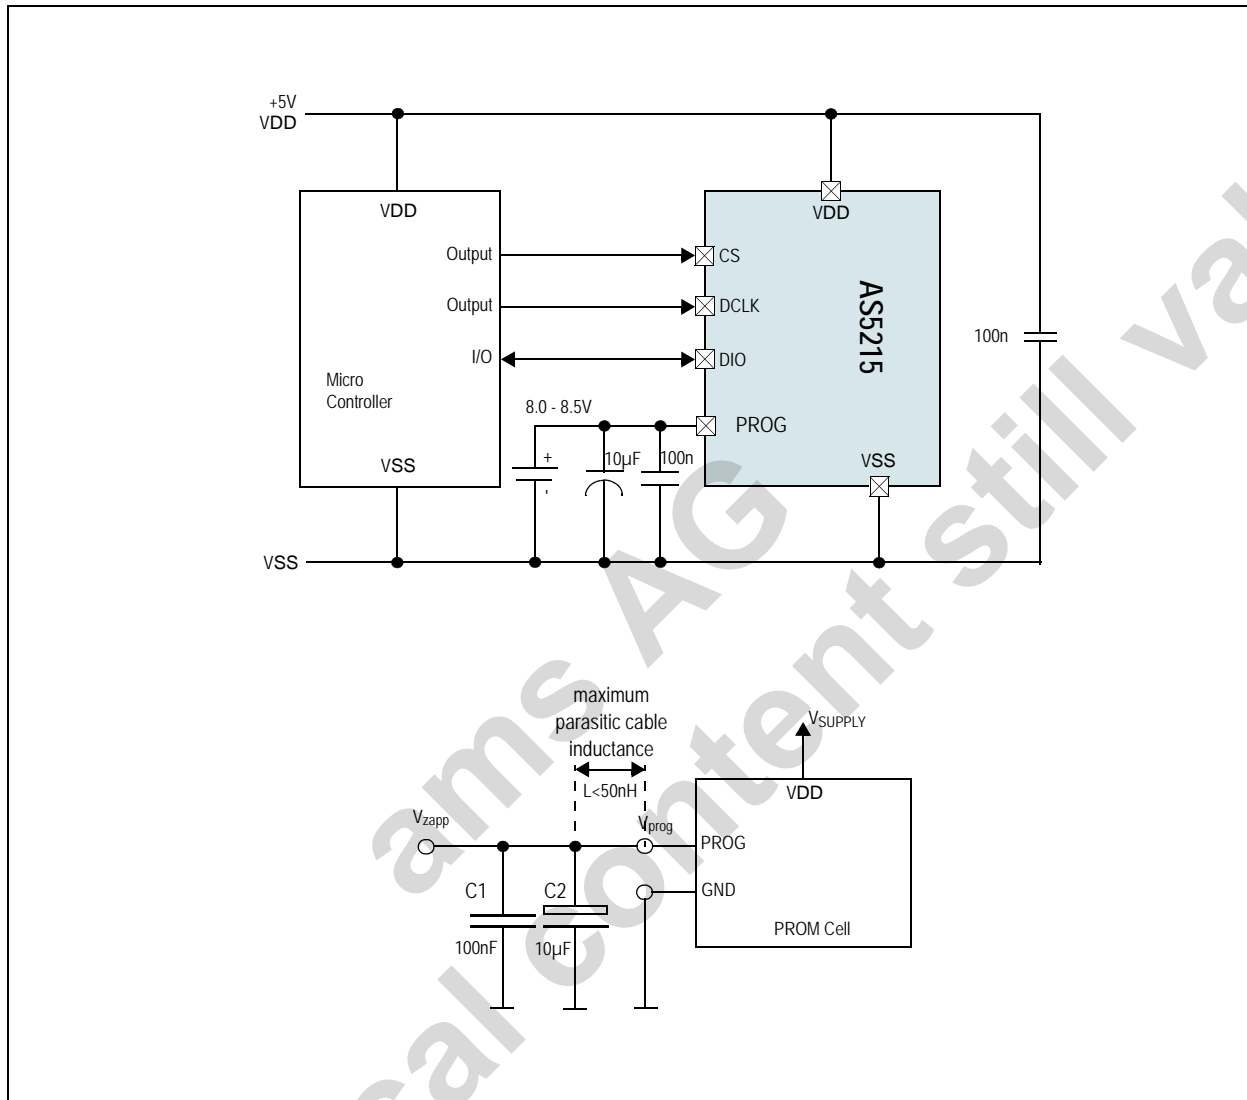 +5V
VDD
VDD
VDD
Output
CS
Output
DCLK
I/O
DIO
AS5215
100n
Micro
Controller
8.0 - 8.5V
PROG
+
10µF
100n
-
VSS
VSS
VSS
maximum
parasitic cable
inductance
L<50nH
VSUPPLY
VDD
Vzapp
Vprog
PROG
C1
C2
GND
100nF
10µF
PROM Cell
ams AG
cal content still val